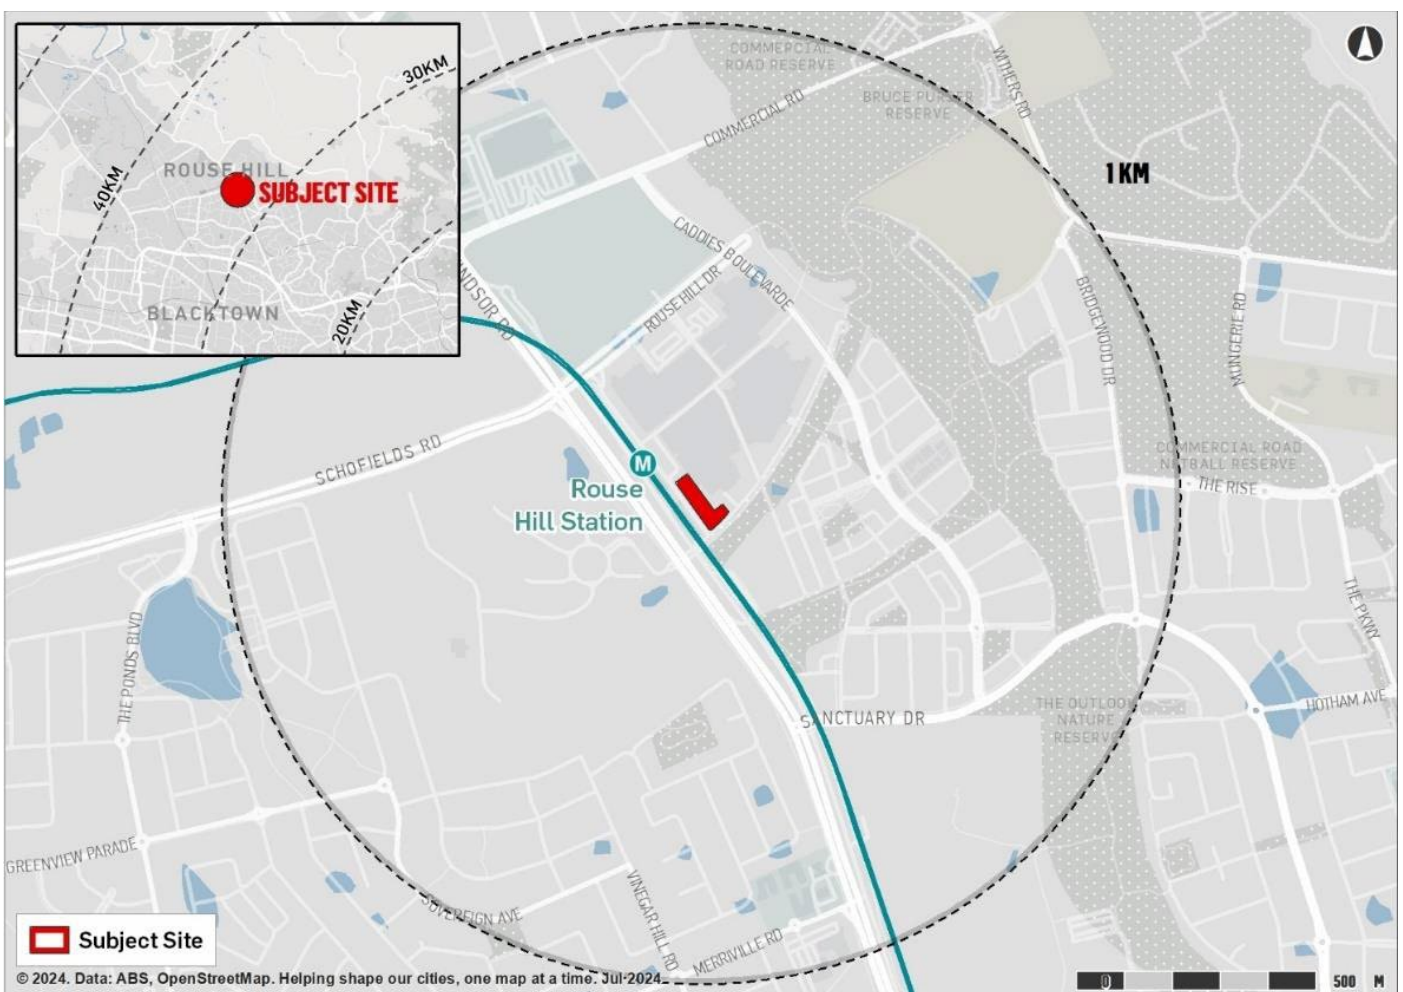 30KM
ROUSE HILL
40KM
SUBJECT SITE
BLACKTOWN
20KM
COMMERCIAL
ROAD RESERVE
WITHERS RD
BRUCE PURSER
RESERVE
COMMERCIAL RD
1 KM
CADDIES BOULEVARDE
NDSOR RD
ROUSE HILL DR
BRIDGEWOOD DR
MUNGERIE RD
SCHOFIELDS RD
M
Rouse
Hill Station
COMMERCIAL ROAD
NETBALL RESERVE
THE RISE
THE PONDS BLVD
THE PKWY
SANCTUARY DR
THE OUTLOOK
NATURE
RESERVE
HOTHAM AVE
GREENVIEW PARADE
SOVEREIGN AVE
VINEGAR HILL RD
MERRIVILLE RD
Subject Site
© 2024. Data: ABS, OpenStreetMap. Helping shape our cities, one map at a time. Jul-2024
0 500 M